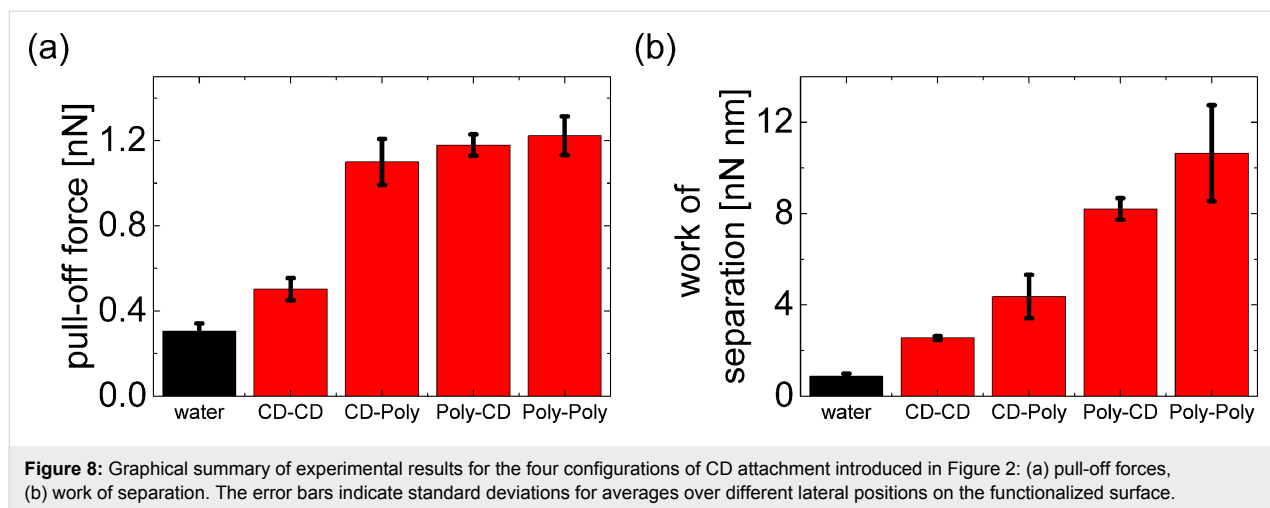 (a)
pull-off force [nN]
1.2
0.8
0.4
0.0
water CD-CD CD-Poly Poly-CD Poly-Poly
(b)
work of
separation [nN nm]
12
8
4
0
water CD-CD CD-Poly Poly-CD Poly-Poly
Figure 8: Graphical summary of experimental results for the four configurations of CD attachment introduced in Figure 2: (a) pull-off forces,
(b) work of separation. The error bars indicate standard deviations for averages over different lateral positions on the functionalized surface.